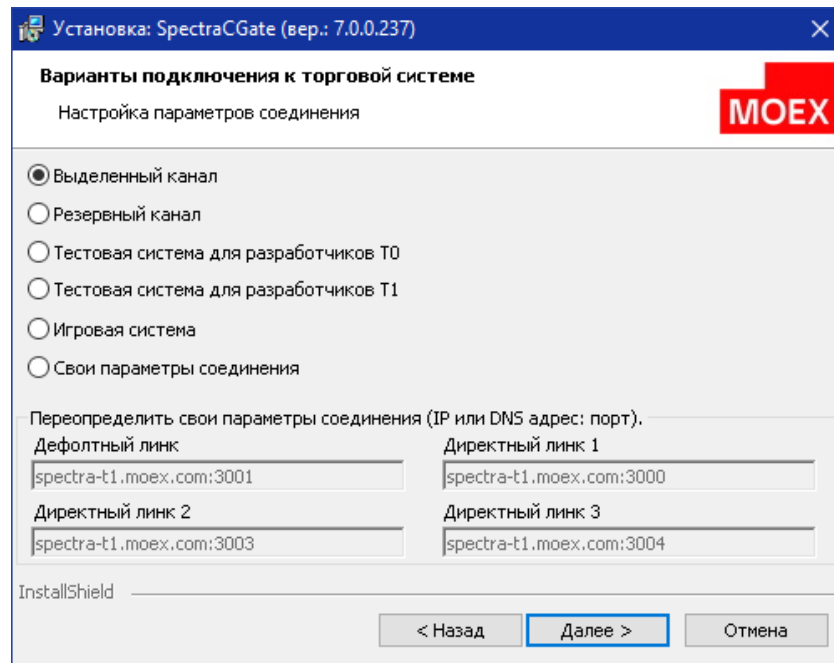 Установка: SpectraCGate (вер.: 7.0.0.237)
Варианты подключения к торговой системе
Настройка параметров соединения
MOEX
Выделенный канал
Резервный канал
Тестовая система для разработчиков Т0
Тестовая система для разработчиков Т1
Игровая система
Свои параметры соединения
Переопределить свои параметры соединения (IP или DNS адрес: порт).
Дефолтный линк
Директный линк 1
spectra-t1.moex.com:3001
spectra-t1.moex.com:3000
Директный линк 2
Директный линк 3
spectra-t1.moex.com:3003
spectra-t1.moex.com:3004
InstallShield
< Назад
Далее >
Отмена